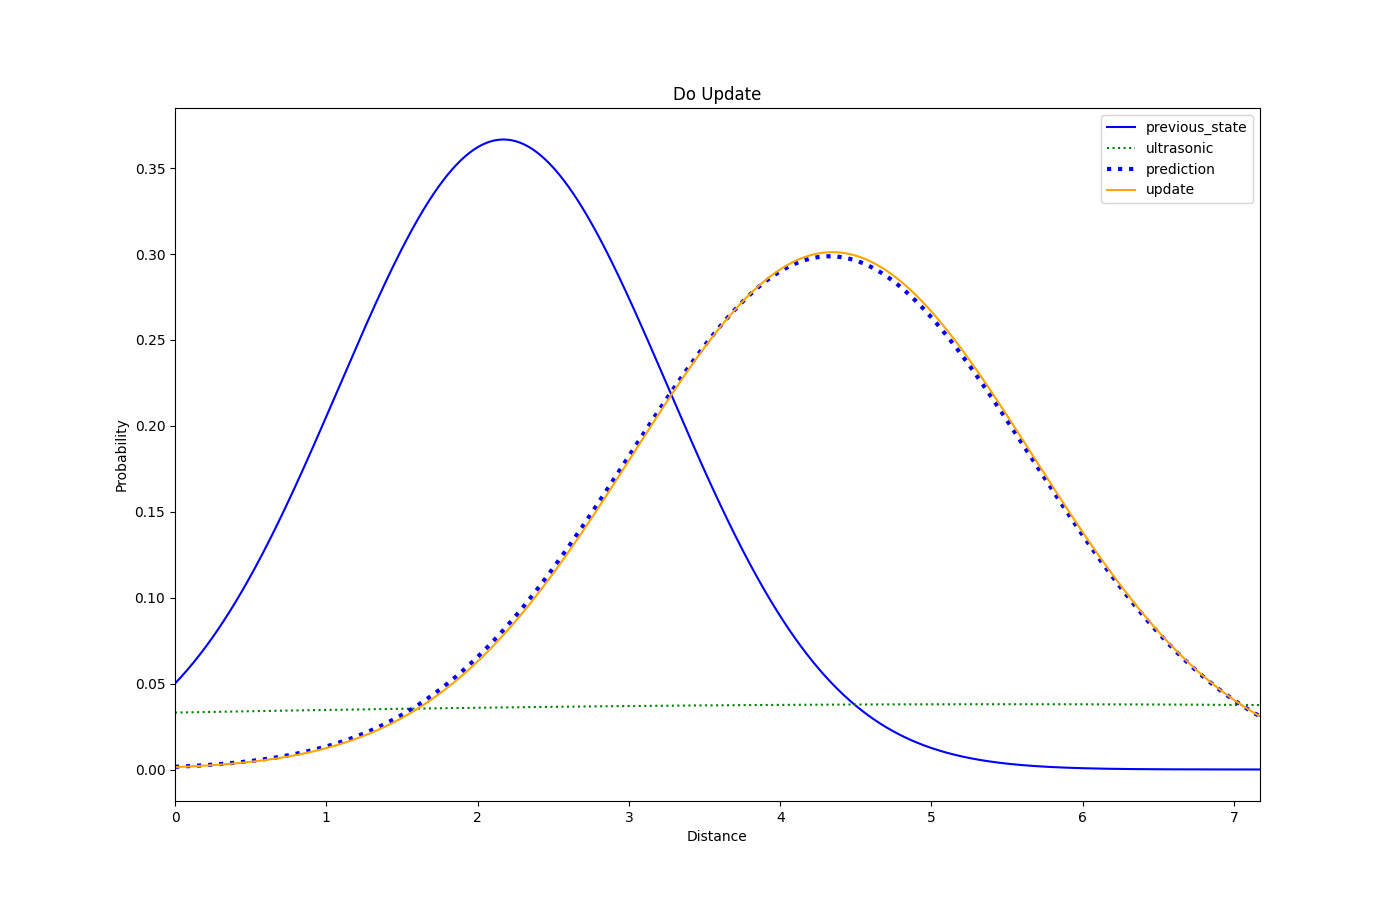 Do Update
previous_state
ultrasonic
prediction
update
0.35
0.30
0.25
0.20
0.15
0.10
0.05
0.00
Probability
0 1 2 3 4 5 6 7
Distance